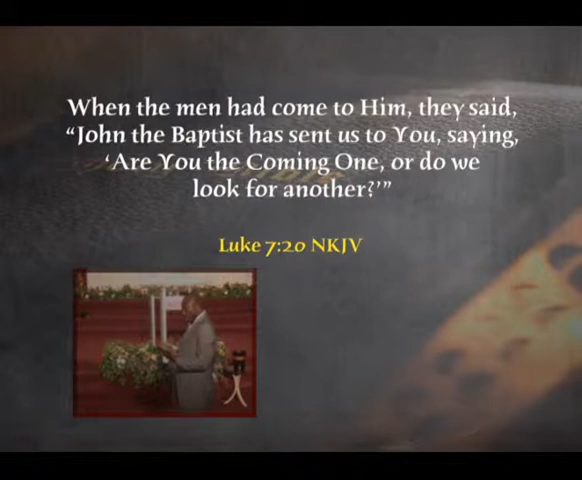 When the men had come to Him, they said,
“John the Baptist has sent us to You, saying,
‘Are You the Coming One, or do we
look for another?’”
Luke 7:20 NKJV